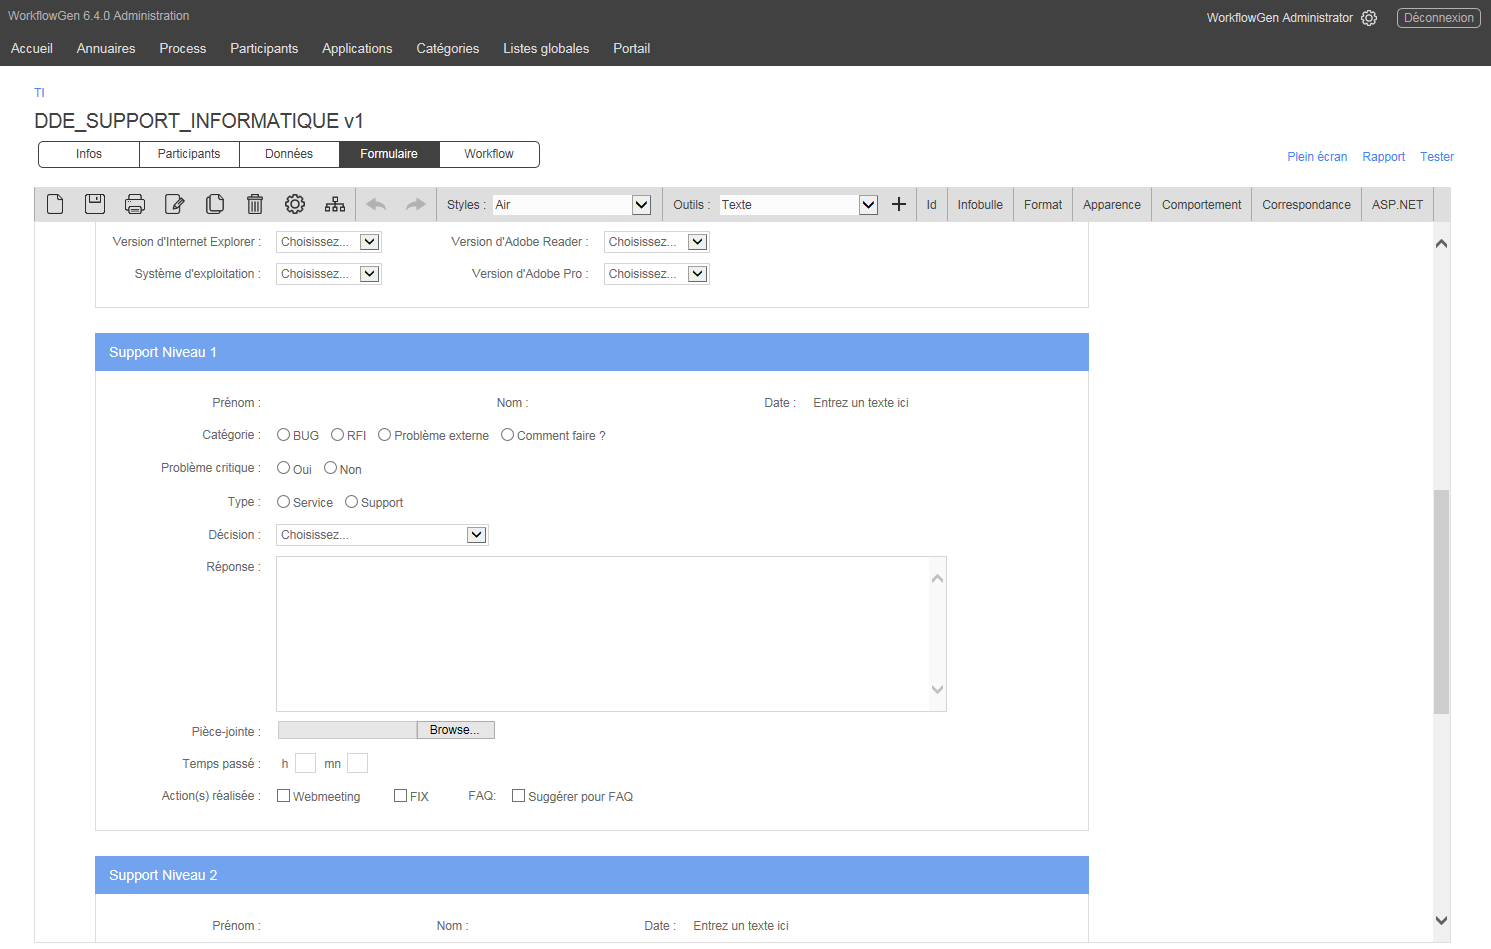 WorkflowGen 6.4.0 Administration
WorkflowGen Administrator Déconnexion
Accueil Annuaires Process Participants Applications Catégories Listes globales Portail
TI
DDE_SUPPORT_INFORMATIQUE v1
Infos Participants Données Formulaire Workflow
Plein écran Rapport Tester
Styles : Air Outils : Texte Id Infobulle Format Apparence Comportement Correspondance ASP.NET
Version d'Internet Explorer : Choisissez... Version d'Adobe Reader : Choisissez...
Système d'exploitation : Choisissez... Version d'Adobe Pro : Choisissez...
Support Niveau 1
Prénom : Nom : Date : Entrez un texte ici
Catégorie : BUG RFI Problème externe Comment faire ?
Problème critique : Oui Non
Type : Service Support
Décision : Choisissez...
Réponse :
Pièce-jointe : Browse...
Temps passé : h mn
Action(s) réalisée : Webmeeting FIX FAQ: Suggérer pour FAQ
Support Niveau 2
Prénom : Nom : Date : Entrez un texte ici